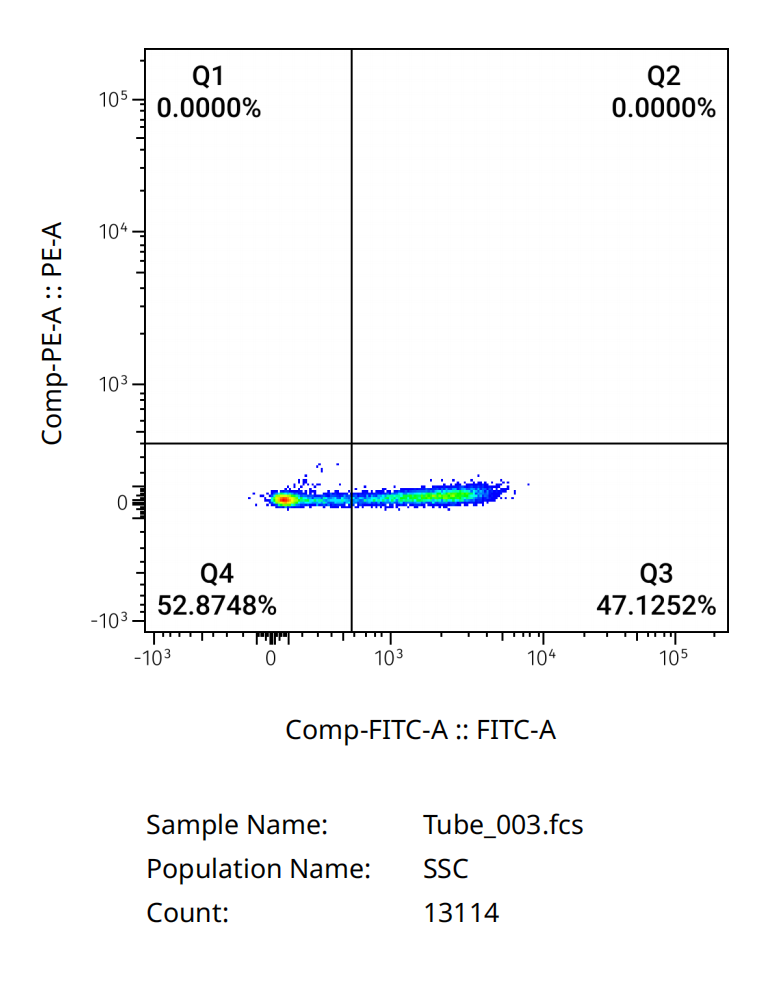 Q1
0.0000%
Q2
0.0000%
10⁵
10⁴
10³
0
-10³
Comp-PE-A :: PE-A
Q4
52.8748%
Q3
47.1252%
-10³ 0 10³ 10⁴ 10⁵
Comp-FITC-A :: FITC-A
Sample Name: Tube_003.fcs
Population Name: SSC
Count: 13114